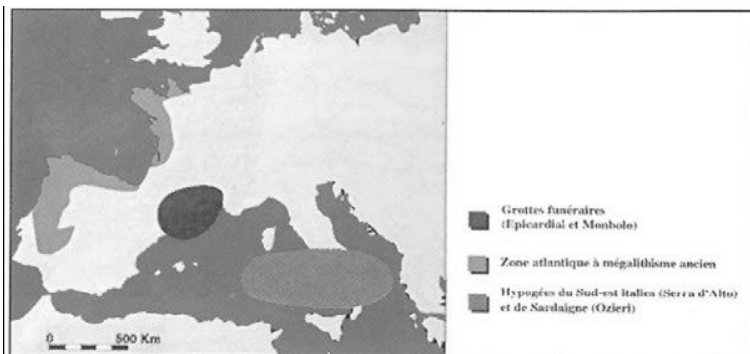 Grottes funéraires
(Epicardial et Monbolo)
Zone atlantique à mégalithisme ancien
Hypogées du Sud-est italien (Serra d'Alto)
et de Sardaigne (Ozieri)
0 500 Km